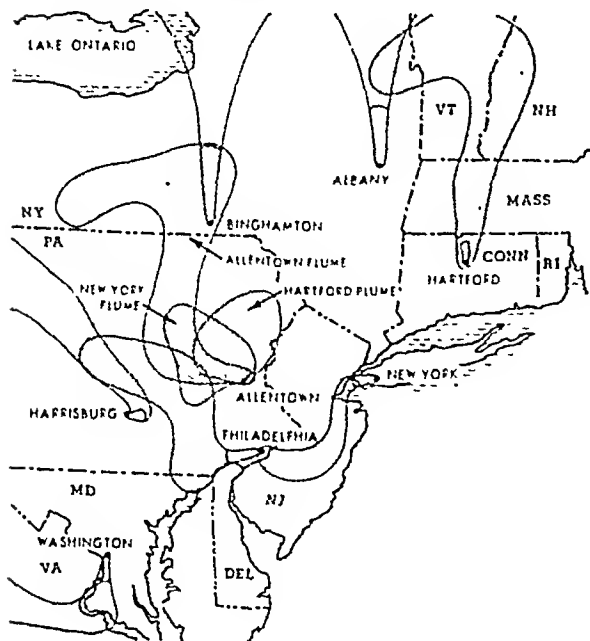 LAKE ONTARIO
VT
NH
ALBANY
MASS
NY
BINGHAMTON
PA
ALLENTOWN PLUME
CONN
RI
HARTFORD
NEW YORK
PLUME
HARTFORD PLUME
NEW YORK
ALLENTOWN
HARRISBURG
PHILADELPHIA
MD
NJ
WASHINGTON
VA
DEL